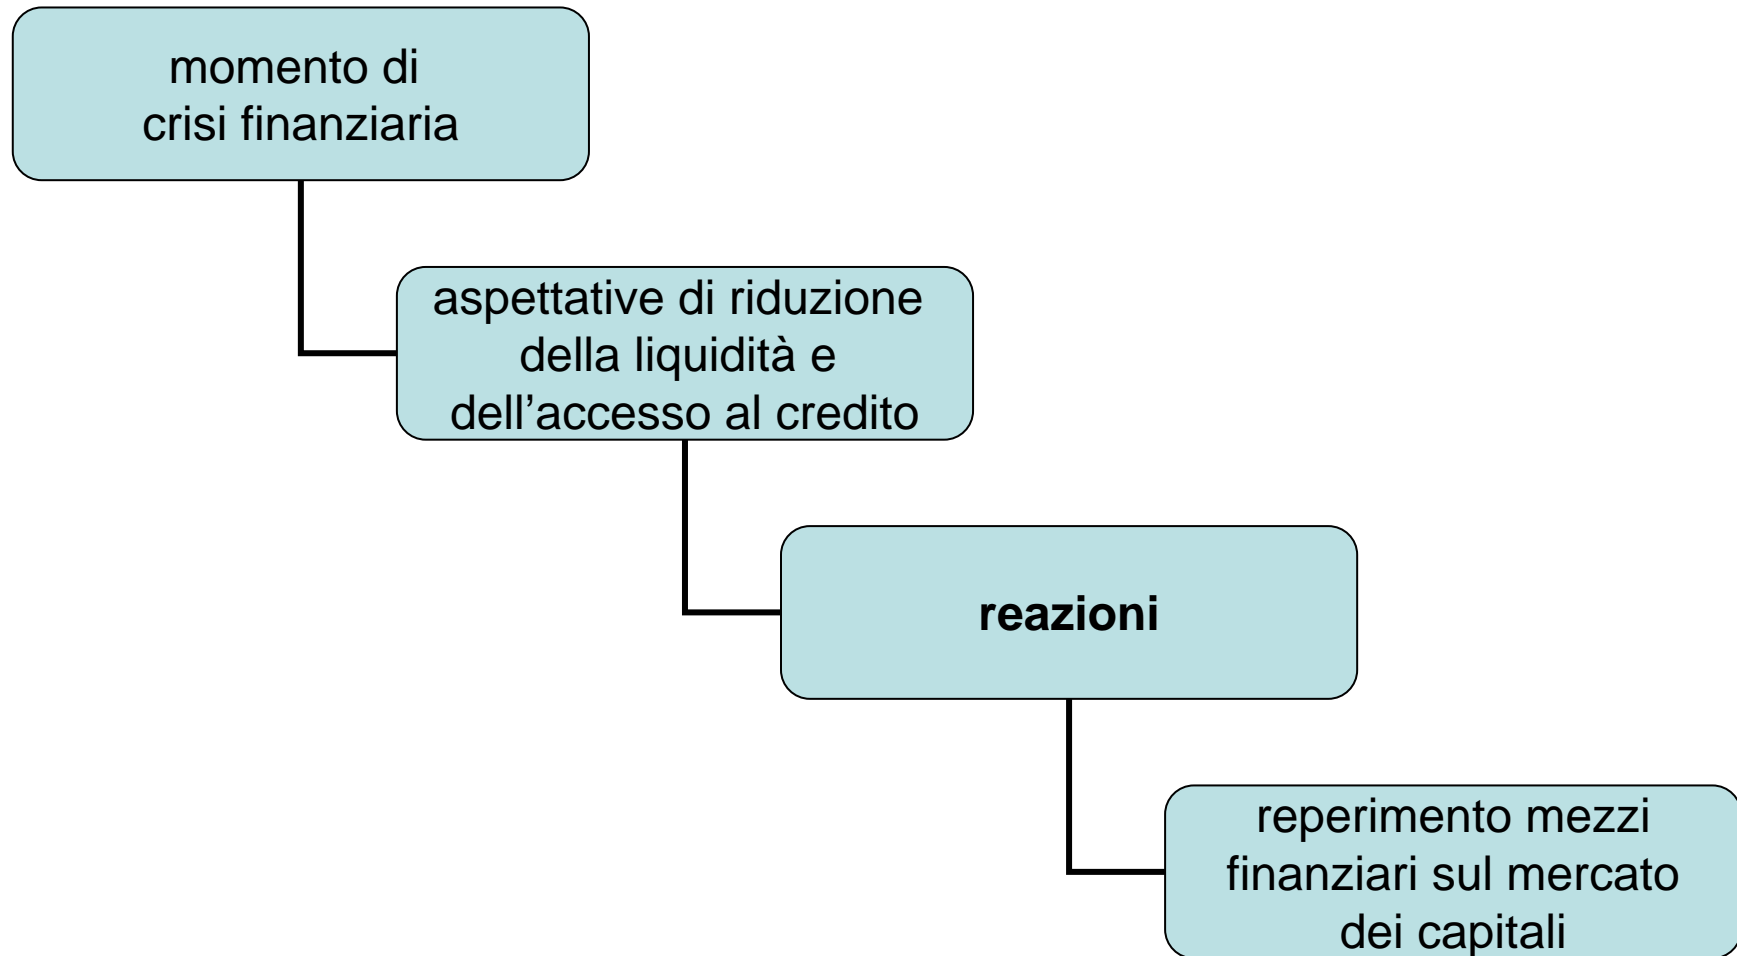 momento di
crisi finanziaria
aspettative di riduzione
della liquidità e
dell’accesso al credito
reazioni
reperimento mezzi
finanziari sul mercato
dei capitali